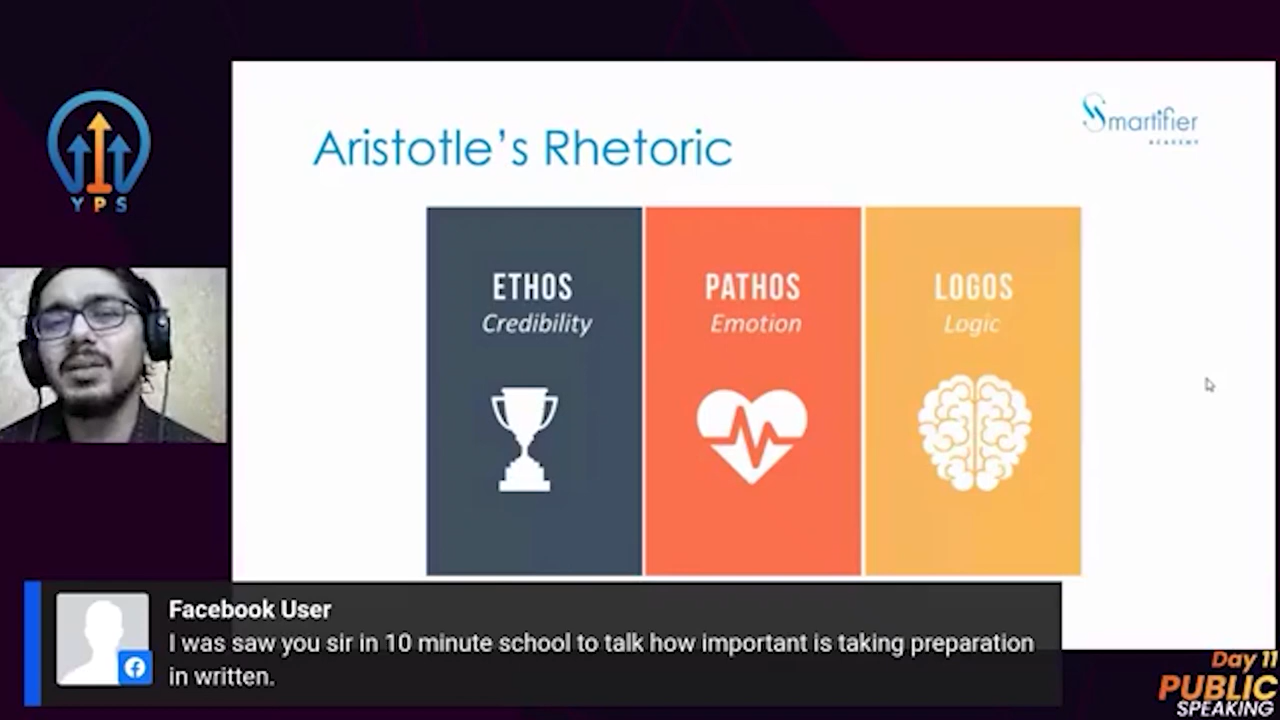 Smartifier
ACADEMY
Aristotle's Rhetoric
YPS
ETHOS
Credibility
PATHOS
Emotion
LOGOS
Logic
Facebook User
I was saw you sir in 10 minute school to talk how important is taking preparation
in written.
Day 11
PUBLIC
SPEAKING